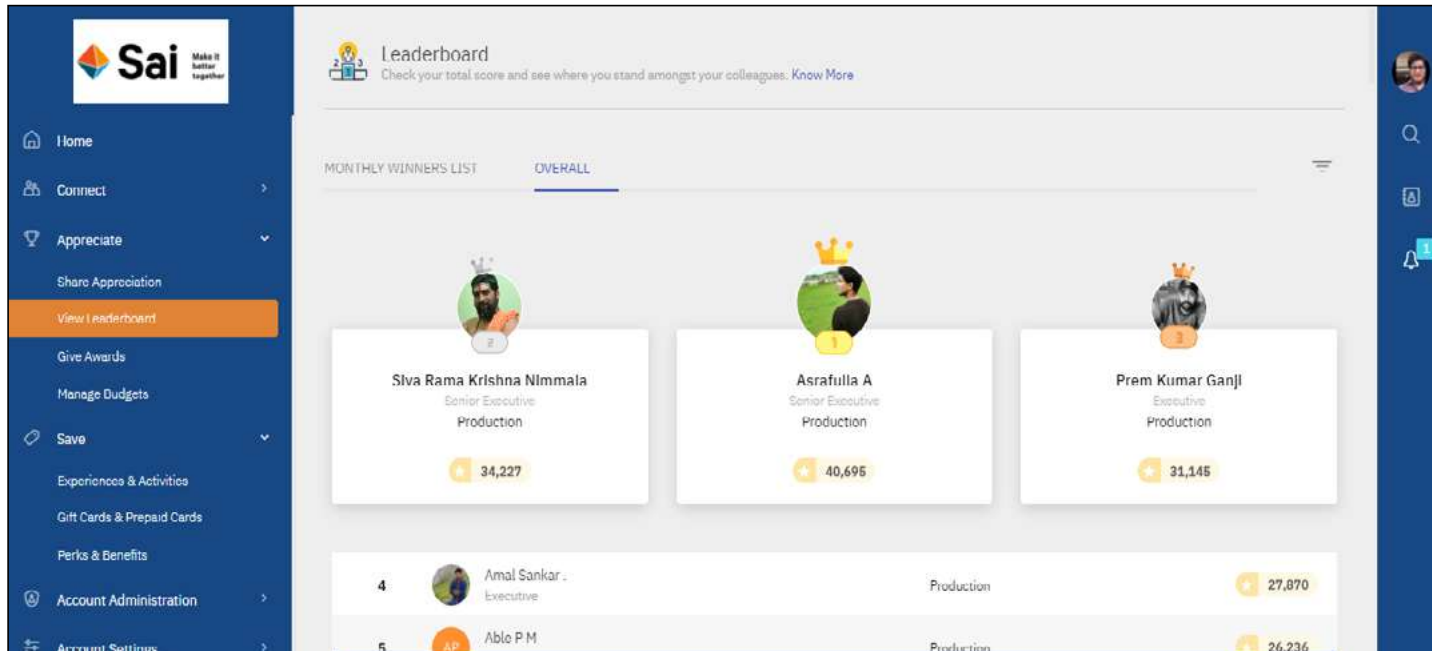 Sai Make it
better
together
Home
Connect
Appreciate
Share Appreciation
View Leaderboard
Give Awards
Manage Budgets
Save
Experiences & Activities
Gift Cards & Prepaid Cards
Perks & Benefits
Account Administration
Account Settings
Leaderboard
Check your total score and see where you stand amongst your colleagues. Know More
MONTHLY WINNERS LIST OVERALL
2
Siva Rama Krishna Nimmala
Senior Executive
Production
34,227
1
Asrafulla A
Senior Executive
Production
40,695
3
Prem Kumar Ganji
Executive
Production
31,145
4 Amal Sankar . Production 27,870
Executive
5 AP Able P M Production 26,236
1